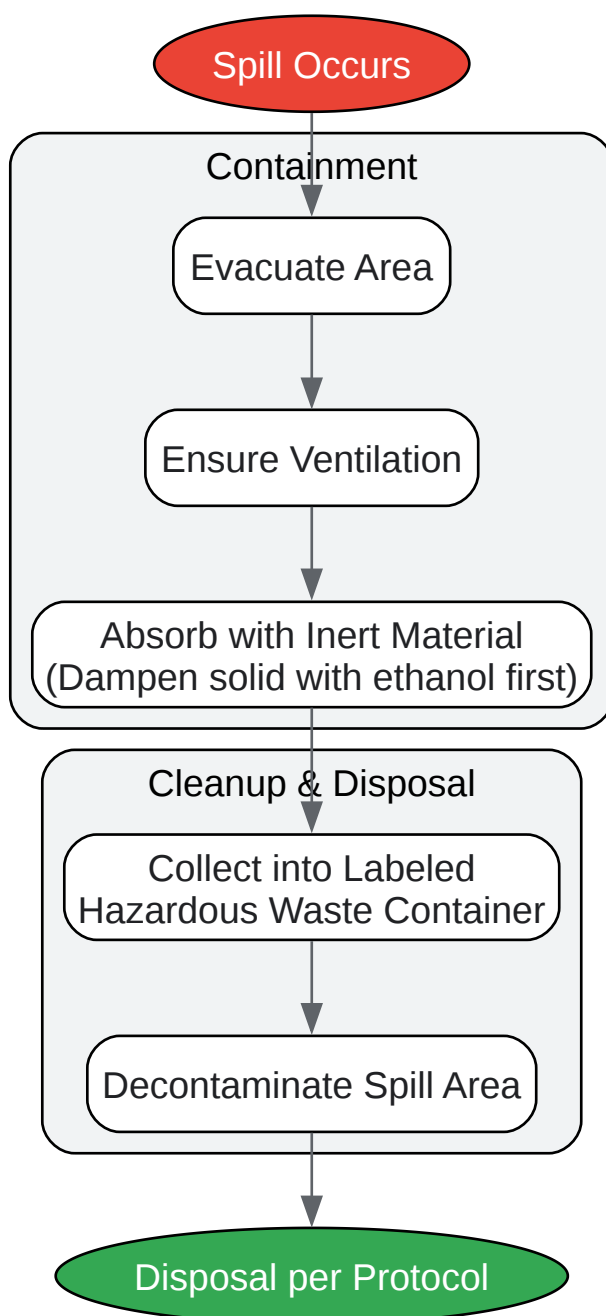 Spill Occurs
Containment
Evacuate Area
Ensure Ventilation
Absorb with Inert Material
(Dampen solid with ethanol first)
Cleanup & Disposal
Collect into Labeled
Hazardous Waste Container
Decontaminate Spill Area
Disposal per Protocol